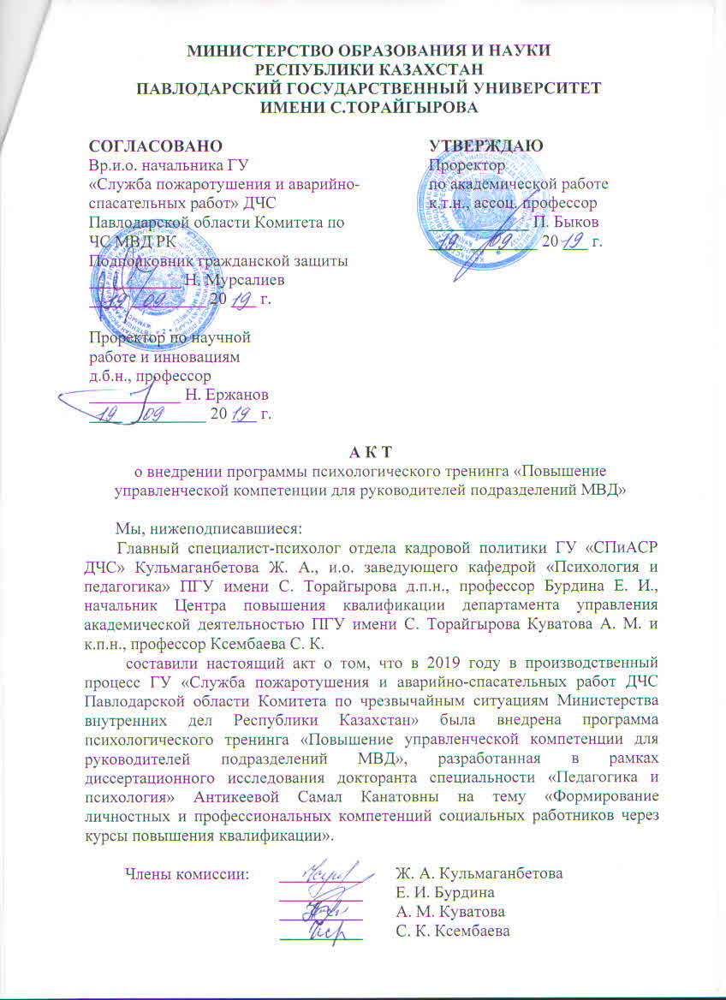 МИНИСТЕРСТВО ОБРАЗОВАНИЯ И НАУКИ
РЕСПУБЛИКИ КАЗАХСТАН
ПАВЛОДАРСКИЙ ГОСУДАРСТВЕННЫЙ УНИВЕРСИТЕТ
ИМЕНИ С.ТОРАЙГЫРОВА
СОГЛАСОВАНО
Вр.и.о. начальника ГУ
«Служба пожаротушения и аварийно-
спасательных работ» ДЧС
Павлодарской области Комитета по
ЧС МВД РК
Подполковник гражданской защиты
Н. Мурсалиев
19 09 20 19 г.
Проректор по научной
работе и инновациям
д.б.н., профессор
Н. Ержанов
19 09 20 19 г.
УТВЕРЖДАЮ
Проректор
по академической работе
к.т.н., ассоц. профессор
П. Быков
19 09 20 19 г.
А К Т
о внедрении программы психологического тренинга «Повышение
управленческой компетенции для руководителей подразделений МВД»
Мы, нижеподписавшиеся:
Главный специалист-психолог отдела кадровой политики ГУ «СПиАСР
ДЧС» Кульмаганбетова Ж. А., и.о. заведующего кафедрой «Психология и
педагогика» ПГУ имени С. Торайгырова д.п.н., профессор Бурдина Е. И.,
начальник Центра повышения квалификации департамента управления
академической деятельностью ПГУ имени С. Торайгырова Куватова А. М. и
к.п.н., профессор Ксембаева С. К.
составили настоящий акт о том, что в 2019 году в производственный
процесс ГУ «Служба пожаротушения и аварийно-спасательных работ ДЧС
Павлодарской области Комитета по чрезвычайным ситуациям Министерства
внутренних дел Республики Казахстан» была внедрена программа
психологического тренинга «Повышение управленческой компетенции для
руководителей подразделений МВД», разработанная в рамках
диссертационного исследования докторанта специальности «Педагогика и
психология» Антикеевой Самал Канатовны на тему «Формирование
личностных и профессиональных компетенций социальных работников через
курсы повышения квалификации».
Члены комиссии: Ж. А. Кульмаганбетова
Е. И. Бурдина
А. М. Куватова
С. К. Ксембаева